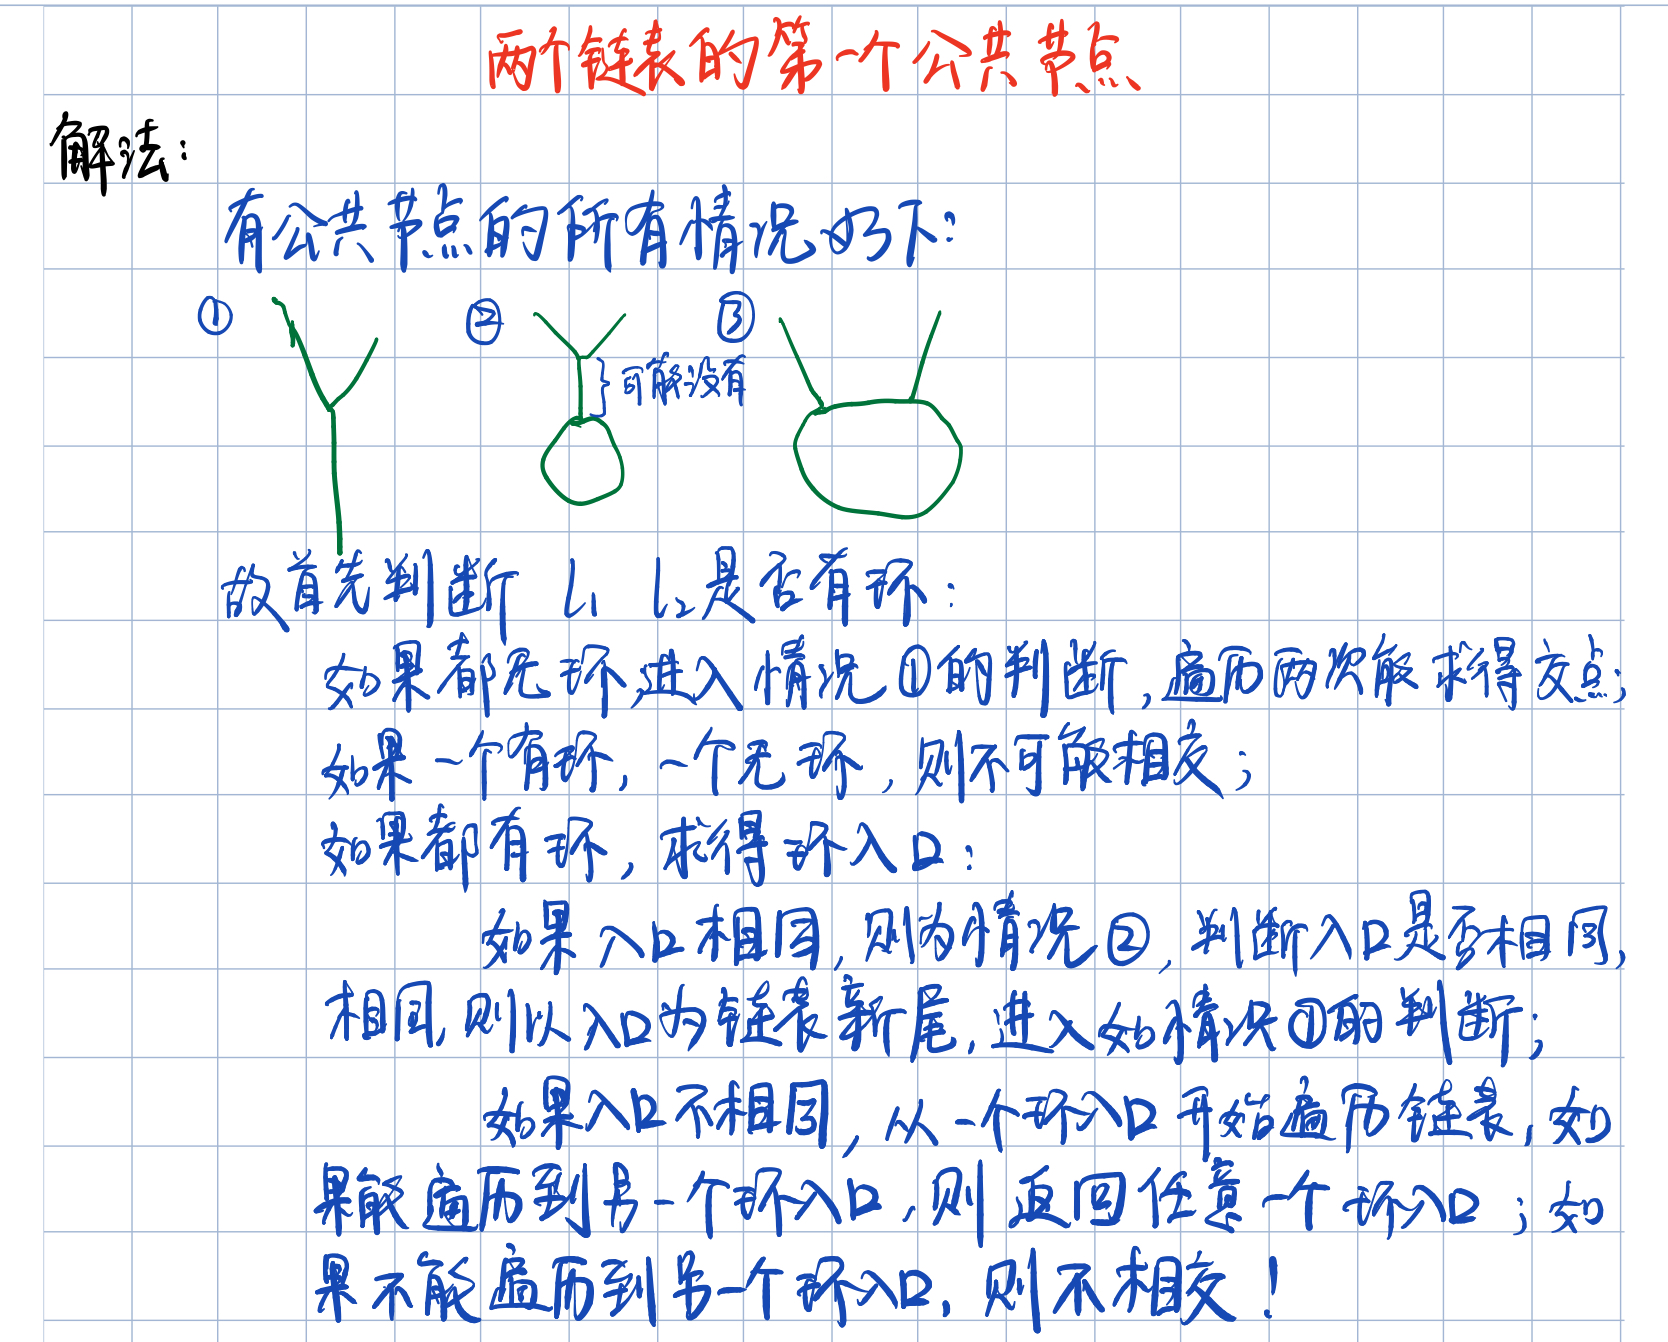 两个链表的第一个公共节点
解法:
有公共节点的所有情况如下:
① ② ③
可能没有
故首先判断 l₁ l₂是否有环:
如果都无环,进入情况①的判断,遍历两次能求得交点;
如果一个有环,一个无环,则不可能相交;
如果都有环,求得环入口:
如果入口相同,则为情况②,判断入口是否相同,
相同,则以入口为链表新尾,进入如情况①的判断;
如果入口不相同,从一个环入口开始遍历链表,如
果能遍历到另一个环入口,则返回任意一个环入口;如
果不能遍历到另一个环入口,则不相交!